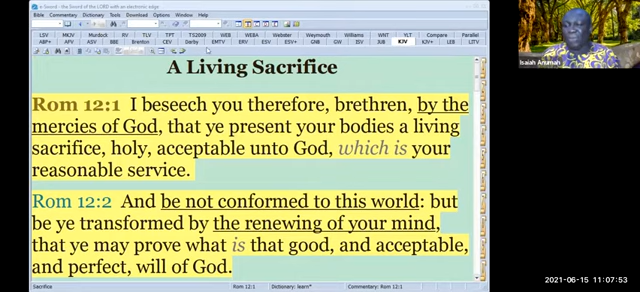 e-Sword - the Sword of the LORD with an electronic edge
Bible Commentary Dictionary Tools Download Options Window Help
LSV MKJV Murdock RV TLV TPT TS2009 WEB WEBA Webster Weymouth Williams WNT YLT Compare Parallel
ABP+ AFV ASV BBE Brenton CEV Darby EMTV ERV ESV ESV+ GNB GW ISV JUB KJV KJV+ LEB LITV
A Living Sacrifice
Rom 12:1 I beseech you therefore, brethren, by the
mercies of God, that ye present your bodies a living
sacrifice, holy, acceptable unto God, which is your
reasonable service.
Rom 12:2 And be not conformed to this world: but
be ye transformed by the renewing of your mind,
that ye may prove what is that good, and acceptable,
and perfect, will of God.
Sacrifice Rom 12:1 Dictionary: learn* Commentary: Rom 12:1
Isaiah Anumah
2021-06-15 11:07:53